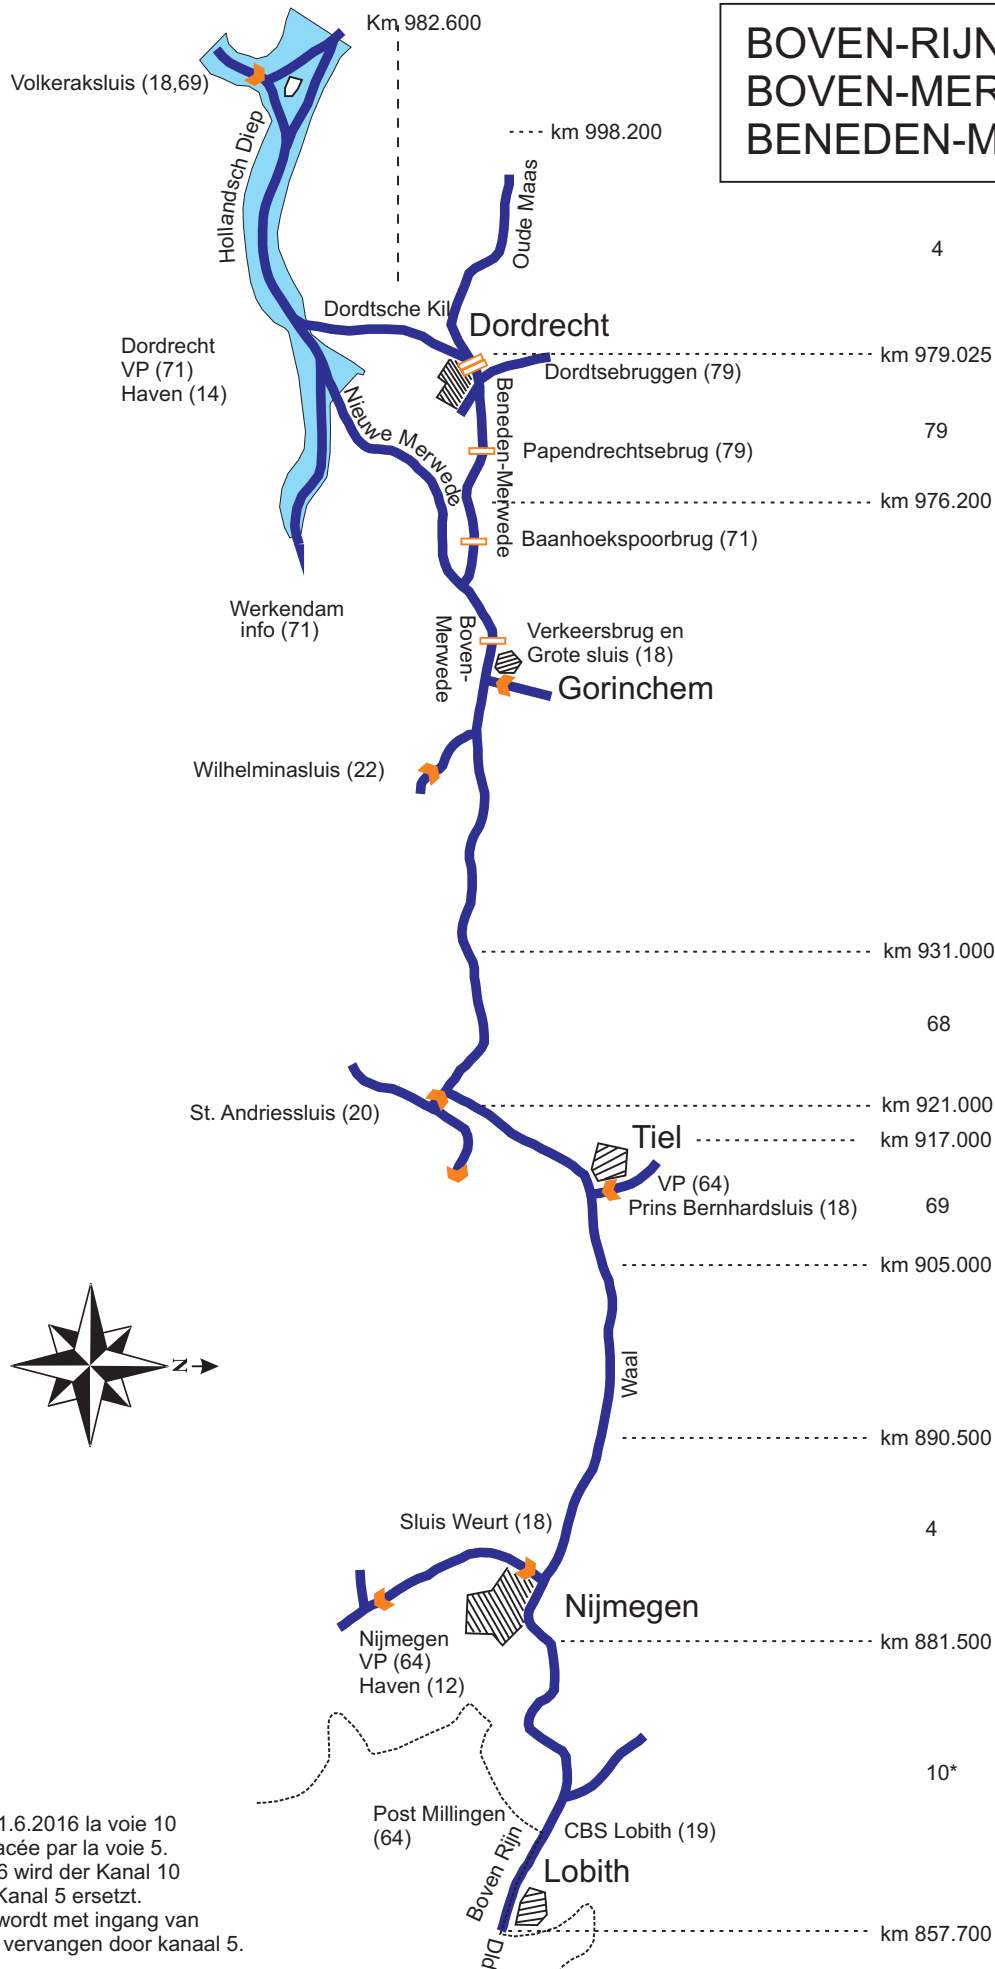 Km 982.600
BOVEN-RIJN
BOVEN-MER
BENEDEN-M
Volkeraksluis (18,69)
km 998.200
Hollandsch Diep
Oude Maas
4
Dordtsche Kil
Dordrecht
km 979.025
Dordrecht
VP (71)
Haven (14)
Dordtsebruggen (79)
Nieuwe Merwede
Beneden-Merwede
79
Papendrechtsebrug (79)
km 976.200
Baanhoekspoorbrug (71)
Werkendam
info (71)
Boven-
Merwede
Verkeersbrug en
Grote sluis (18)
Gorinchem
Wilhelminasluis (22)
km 931.000
68
St. Andriessluis (20)
km 921.000
Tiel
km 917.000
VP (64)
Prins Bernhardsluis (18)
69
km 905.000
N
Waal
km 890.500
Sluis Weurt (18)
4
Nijmegen
Nijmegen
VP (64)
Haven (12)
km 881.500
10*
Post Millingen
(64)
CBS Lobith (19)
Boven Rijn
Lobith
km 857.700
Dld
1.6.2016 la voie 10
acée par la voie 5.
6 wird der Kanal 10
Kanal 5 ersetzt.
wordt met ingang van
vervangen door kanaal 5.